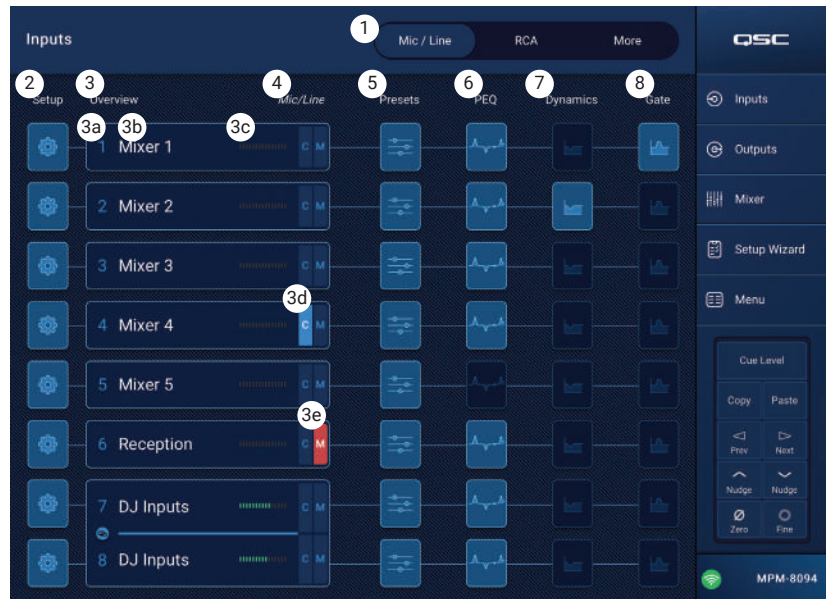 Inputs
1
Mic / Line
RCA
More
QSC
2
3
4
5
6
7
8
Setup
Overview
Mic/Line
Presets
PEQ
Dynamics
Gate
3a
3b
3c
1 Mixer 1 C M
2 Mixer 2 C M
3 Mixer 3 C M
3d
4 Mixer 4 C M
5 Mixer 5 C M
3e
6 Reception C M
7 DJ Inputs C M
8 DJ Inputs C M
Inputs
Outputs
Mixer
Setup Wizard
Menu
Cue Level
Copy Paste
Prev Next
Nudge Nudge
Zero Fine
MPM-8094